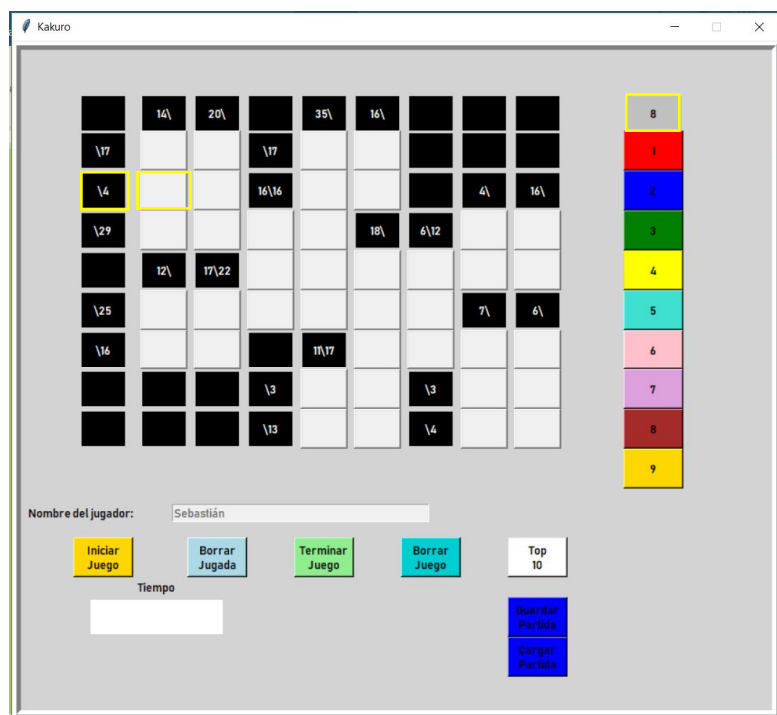 Kakuro
14\ 20\ 35\ 16\ 8
\17 \17 1
\4 16\16 4\ 16\ 2
\29 18\ 6\12 3
12\ 17\22 4
\25 7\ 6\ 5
\16 11\17 6
\3 \3 7
\13 \4 8
9
Nombre del jugador: Sebastián
Iniciar Juego
Borrar Jugada
Terminar Juego
Borrar Juego
Top 10
Tiempo
Guardar Partida
Cargar Partida